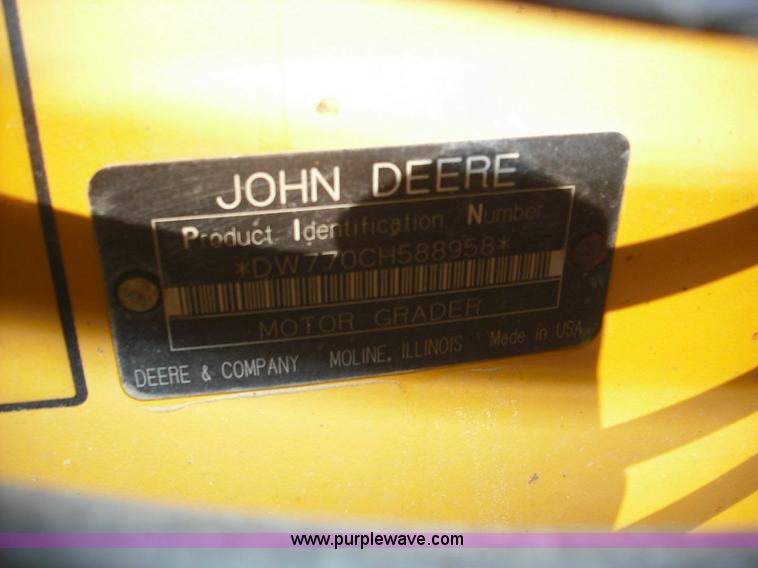 JOHN DEERE
Product Identification Number
*DW770CH588958*
MOTOR GRADER
DEERE & COMPANY MOLINE, ILLINOIS Made in USA
www.purplewave.com